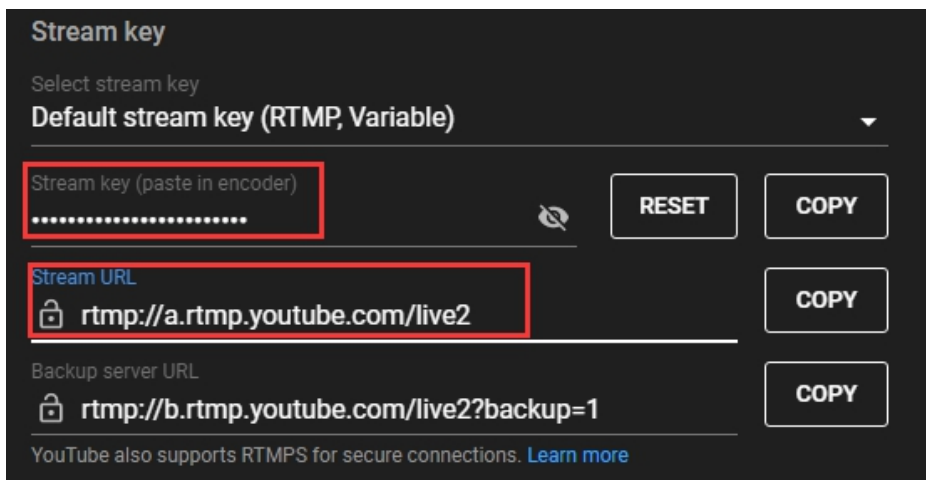 Stream key
Select stream key
Default stream key (RTMP, Variable)
Stream key (paste in encoder)
••••••••••••••••••••••••
RESET
COPY
Stream URL
rtmp://a.rtmp.youtube.com/live2
COPY
Backup server URL
rtmp://b.rtmp.youtube.com/live2?backup=1
COPY
YouTube also supports RTMPS for secure connections. Learn more